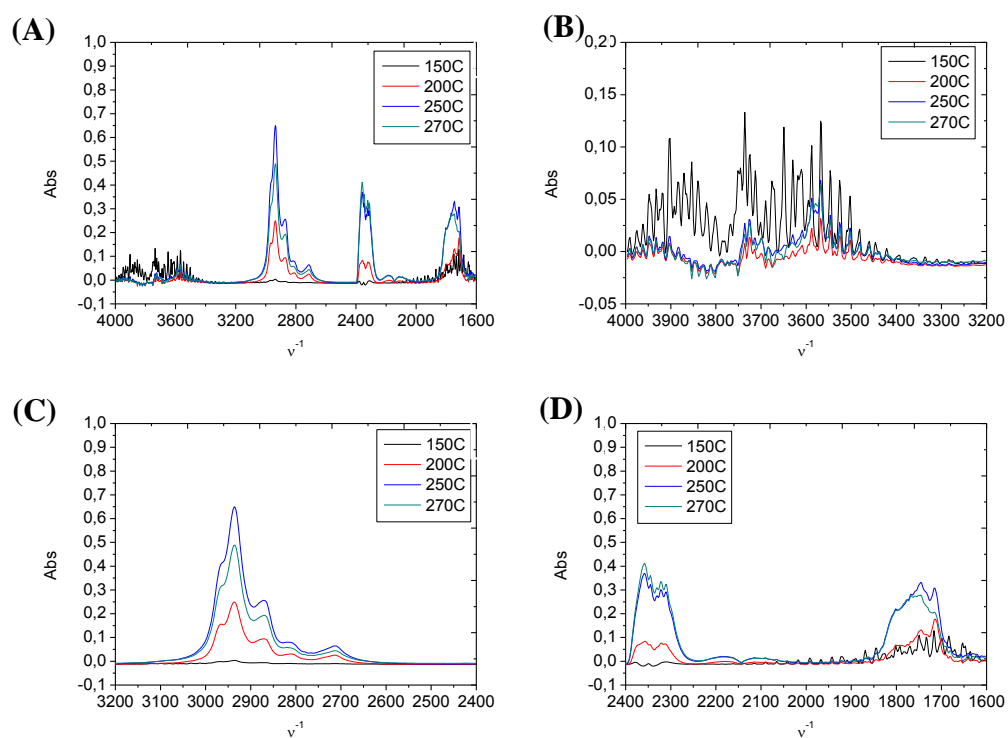 (A)
1,0
0,9
0,8
0,7
0,6
0,5
0,4
0,3
0,2
0,1
0,0
-0,1
Abs
150C
200C
250C
270C
4000 3600 3200 2800 2400 2000 1600
ν⁻¹
(B)
0,20
0,15
0,10
0,05
0,00
-0,05
Abs
150C
200C
250C
270C
4000 3900 3800 3700 3600 3500 3400 3300 3200
ν⁻¹
(C)
1,0
0,9
0,8
0,7
0,6
0,5
0,4
0,3
0,2
0,1
0,0
-0,1
Abs
150C
200C
250C
270C
3200 3100 3000 2900 2800 2700 2600 2500 2400
ν⁻¹
(D)
1,0
0,9
0,8
0,7
0,6
0,5
0,4
0,3
0,2
0,1
0,0
-0,1
Abs
150C
200C
250C
270C
2400 2300 2200 2100 2000 1900 1800 1700 1600
ν⁻¹